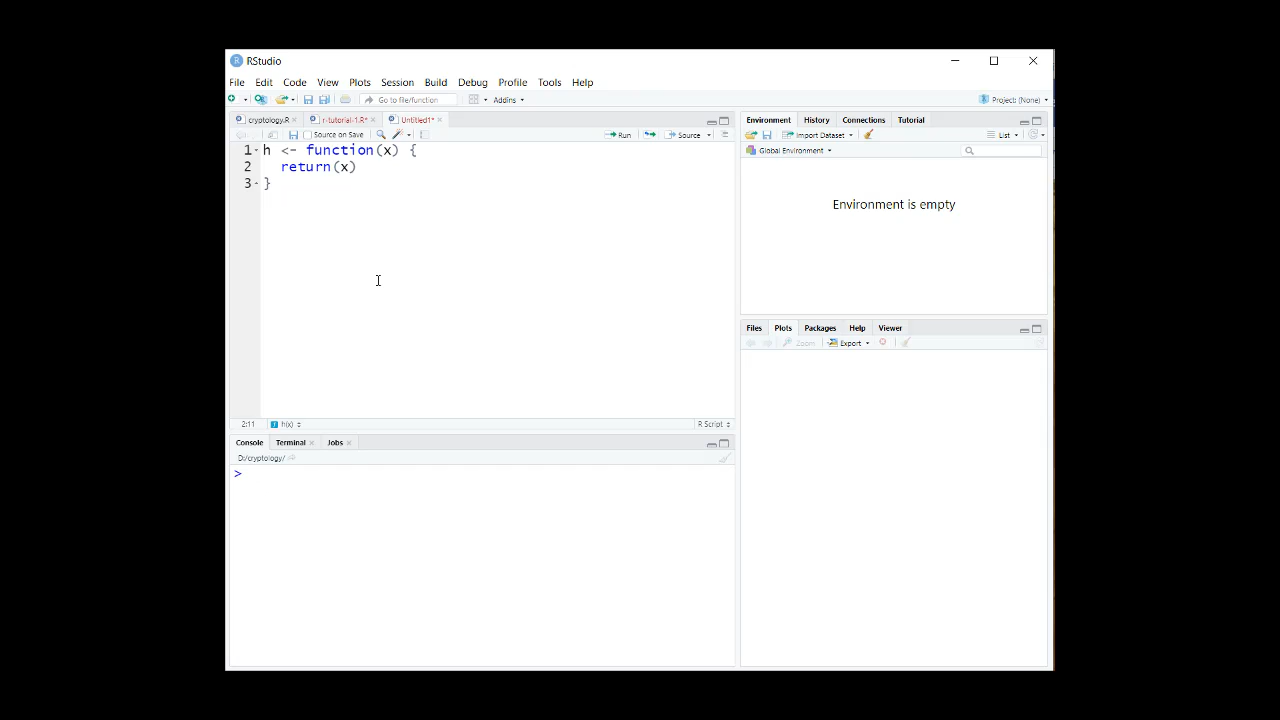 RStudio
File Edit Code View Plots Session Build Debug Profile Tools Help
Go to file/function Addins Project: (None)
cryptology.R r-tutorial-1.R* Untitled1*
Source on Save Run Source
1 h <- function(x) {
2 return(x)
3 }
2:11 h(x) R Script
Console Terminal Jobs
D:/cryptology/
>
Environment History Connections Tutorial
Import Dataset List
Global Environment
Environment is empty
Files Plots Packages Help Viewer
Zoom Export